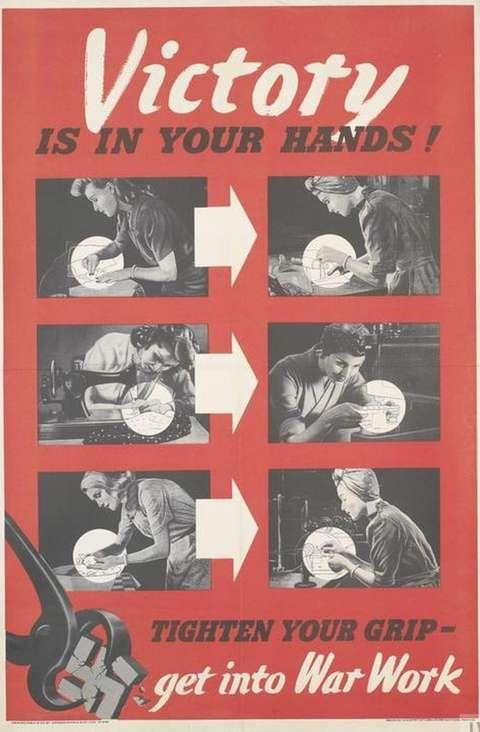 Victory
IS IN YOUR HANDS!
TIGHTEN YOUR GRIP-
get into War Work